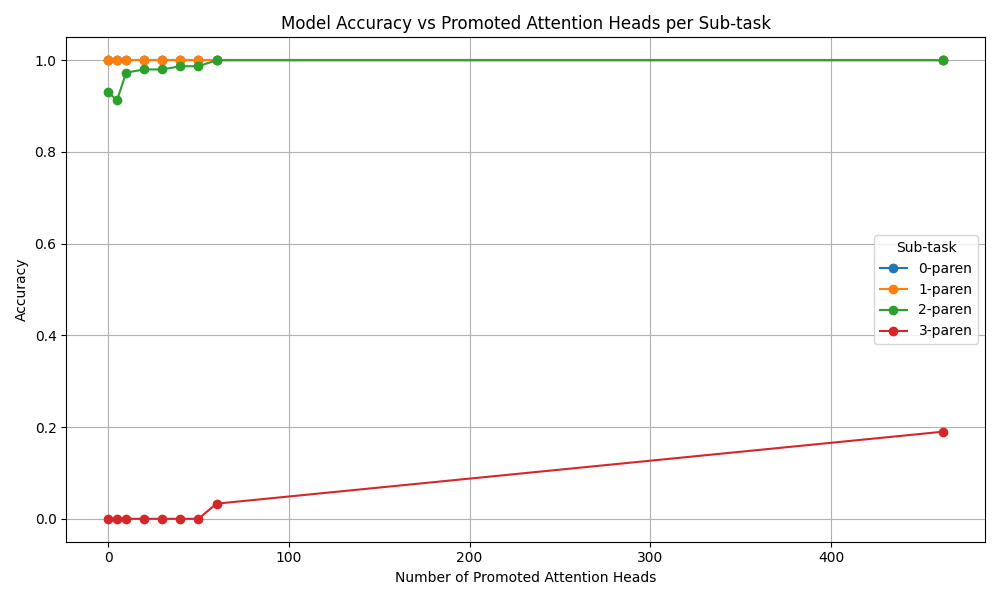 Model Accuracy vs Promoted Attention Heads per Sub-task
1.0
0.8
0.6
0.4
0.2
0.0
Accuracy
Sub-task
0-paren
1-paren
2-paren
3-paren
0 100 200 300 400
Number of Promoted Attention Heads